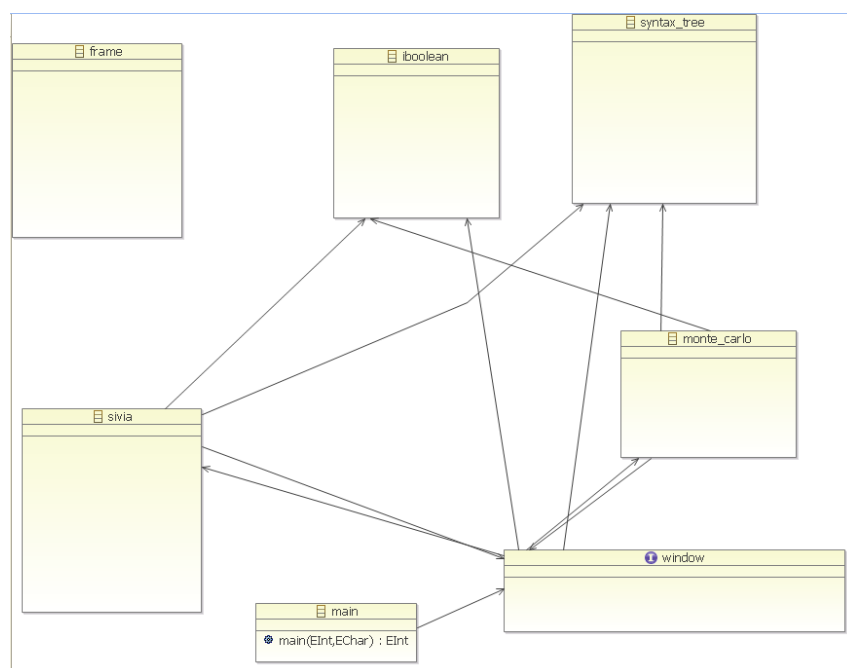 frame
iboolean
syntax_tree
monte_carlo
sivia
window
main
main(EInt,EChar) : EInt